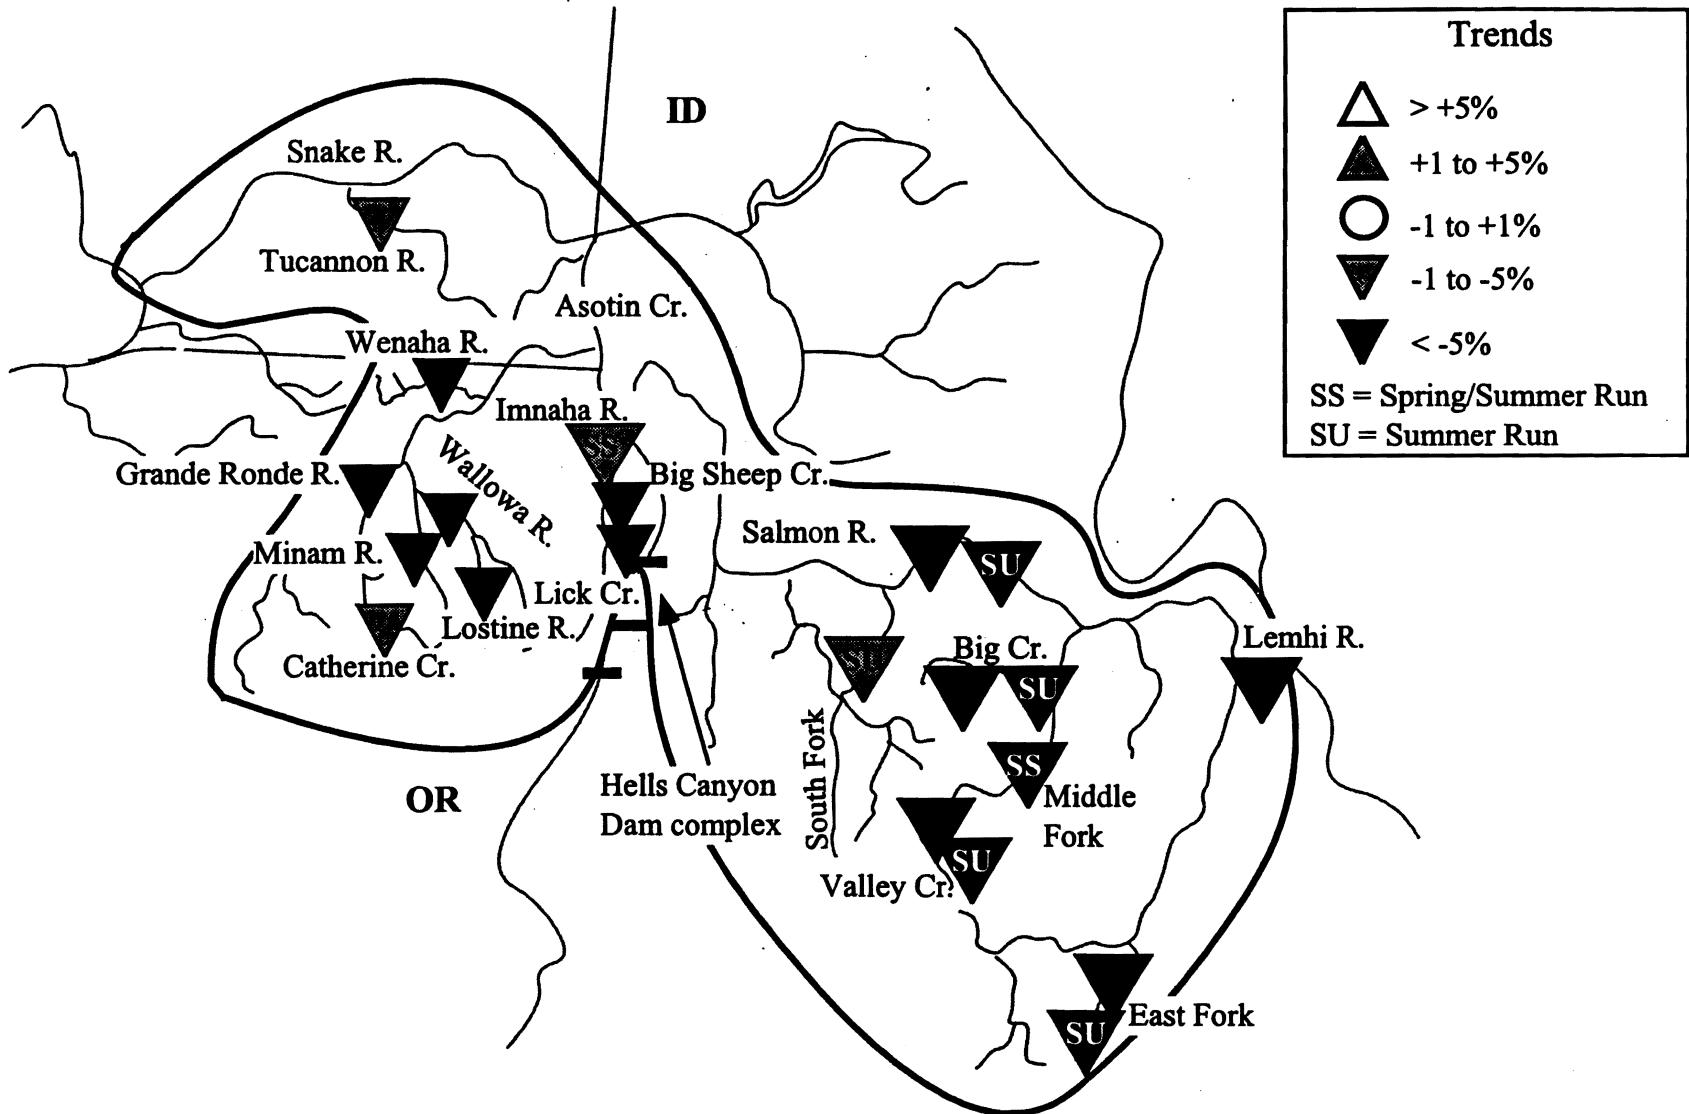 Trends
> +5%
+1 to +5%
-1 to +1%
-1 to -5%
< -5%
SS = Spring/Summer Run
SU = Summer Run
ID
Snake R.
Tucannon R.
Asotin Cr.
Wenaha R.
Imnaha R.
SS
Grande Ronde R.
Wallowa R.
Big Sheep Cr.
Minam R.
Salmon R.
SU
Lick Cr.
Lostine R.
Catherine Cr.
SU
Big Cr.
SU
Lemhi R.
SS
Middle
Fork
South Fork
Hells Canyon
Dam complex
OR
SU
Valley Cr.
East Fork
SU